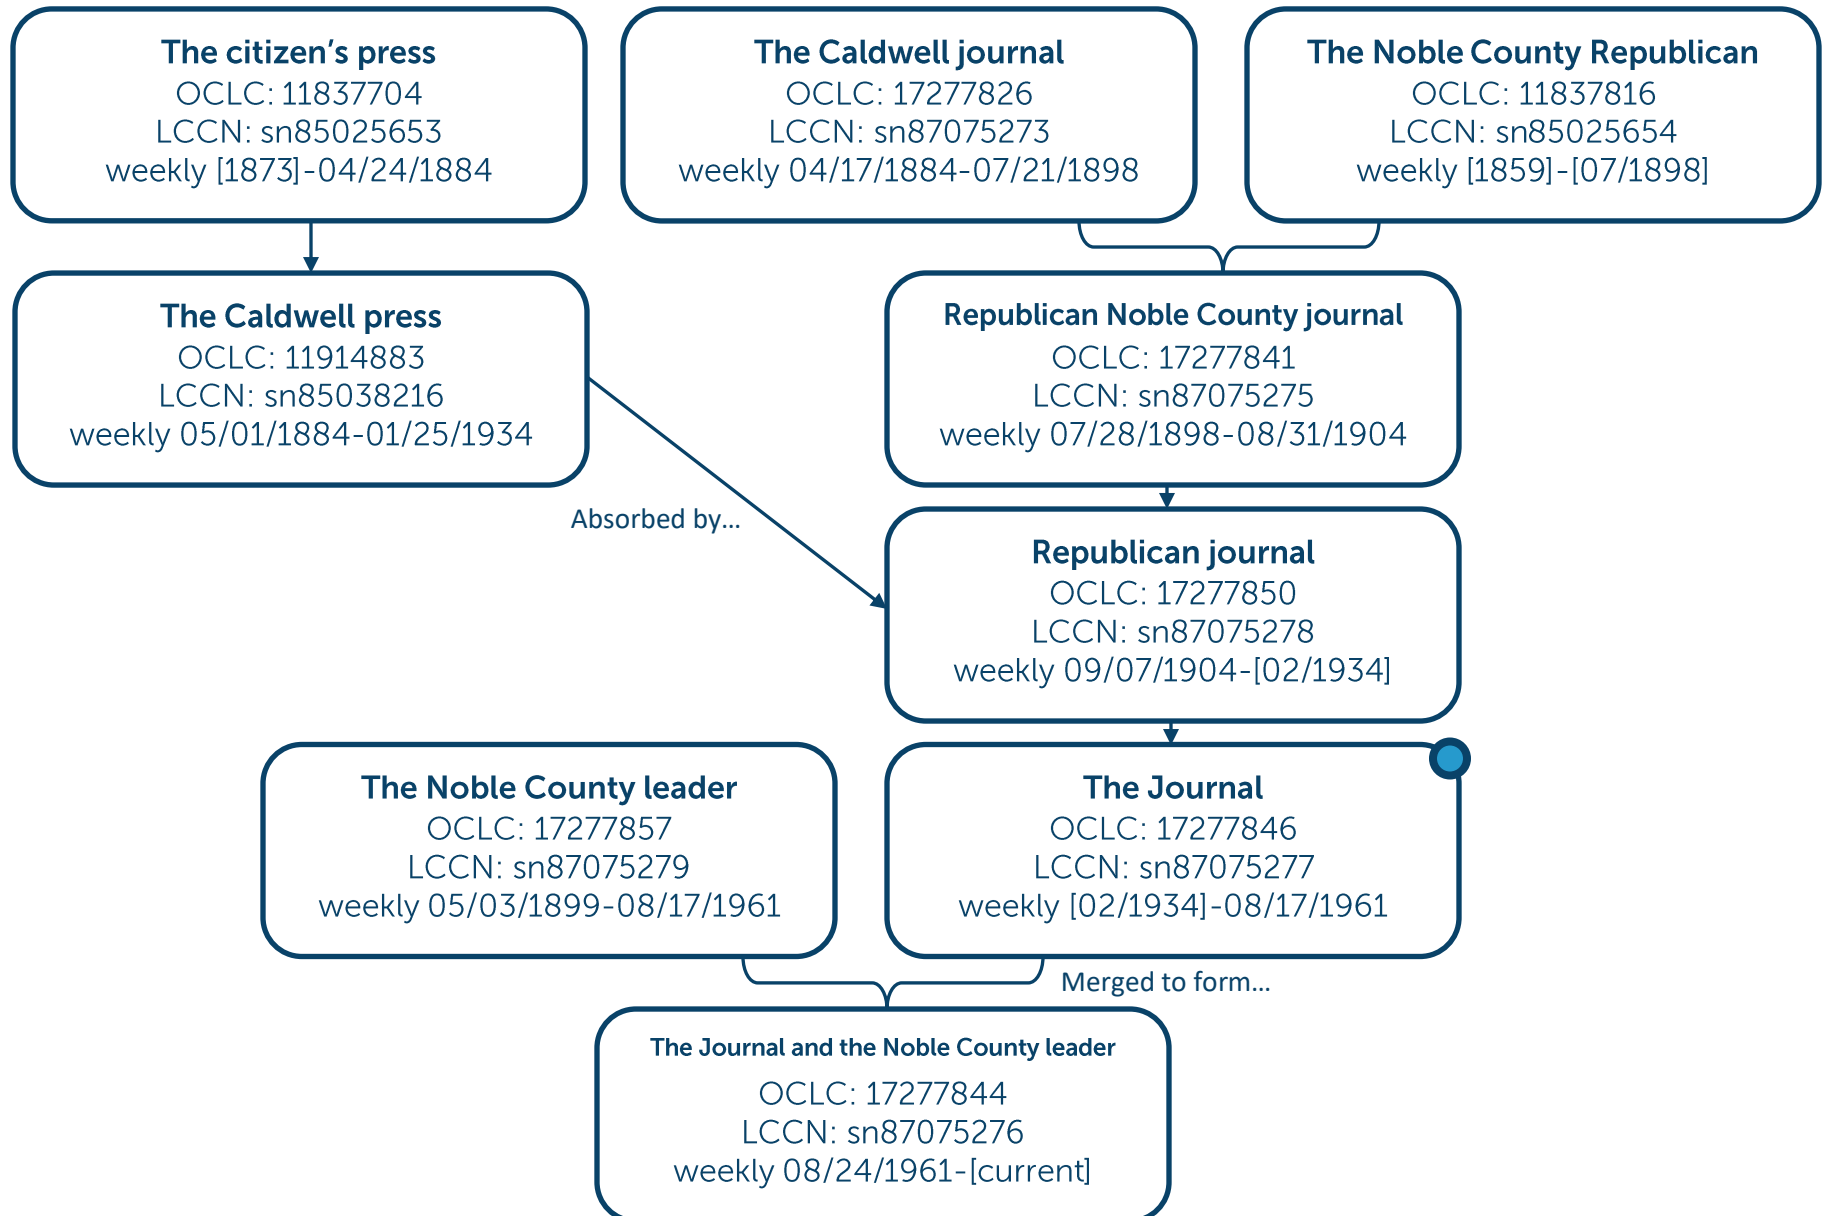 The citizen's press
OCLC: 11837704
LCCN: sn85025653
weekly [1873]-04/24/1884
The Caldwell journal
OCLC: 17277826
LCCN: sn87075273
weekly 04/17/1884-07/21/1898
The Noble County Republican
OCLC: 11837816
LCCN: sn85025654
weekly [1859]-[07/1898]
The Caldwell press
OCLC: 11914883
LCCN: sn85038216
weekly 05/01/1884-01/25/1934
Republican Noble County journal
OCLC: 17277841
LCCN: sn87075275
weekly 07/28/1898-08/31/1904
Absorbed by...
Republican journal
OCLC: 17277850
LCCN: sn87075278
weekly 09/07/1904-[02/1934]
The Noble County leader
OCLC: 17277857
LCCN: sn87075279
weekly 05/03/1899-08/17/1961
The Journal
OCLC: 17277846
LCCN: sn87075277
weekly [02/1934]-08/17/1961
Merged to form...
The Journal and the Noble County leader
OCLC: 17277844
LCCN: sn87075276
weekly 08/24/1961-[current]